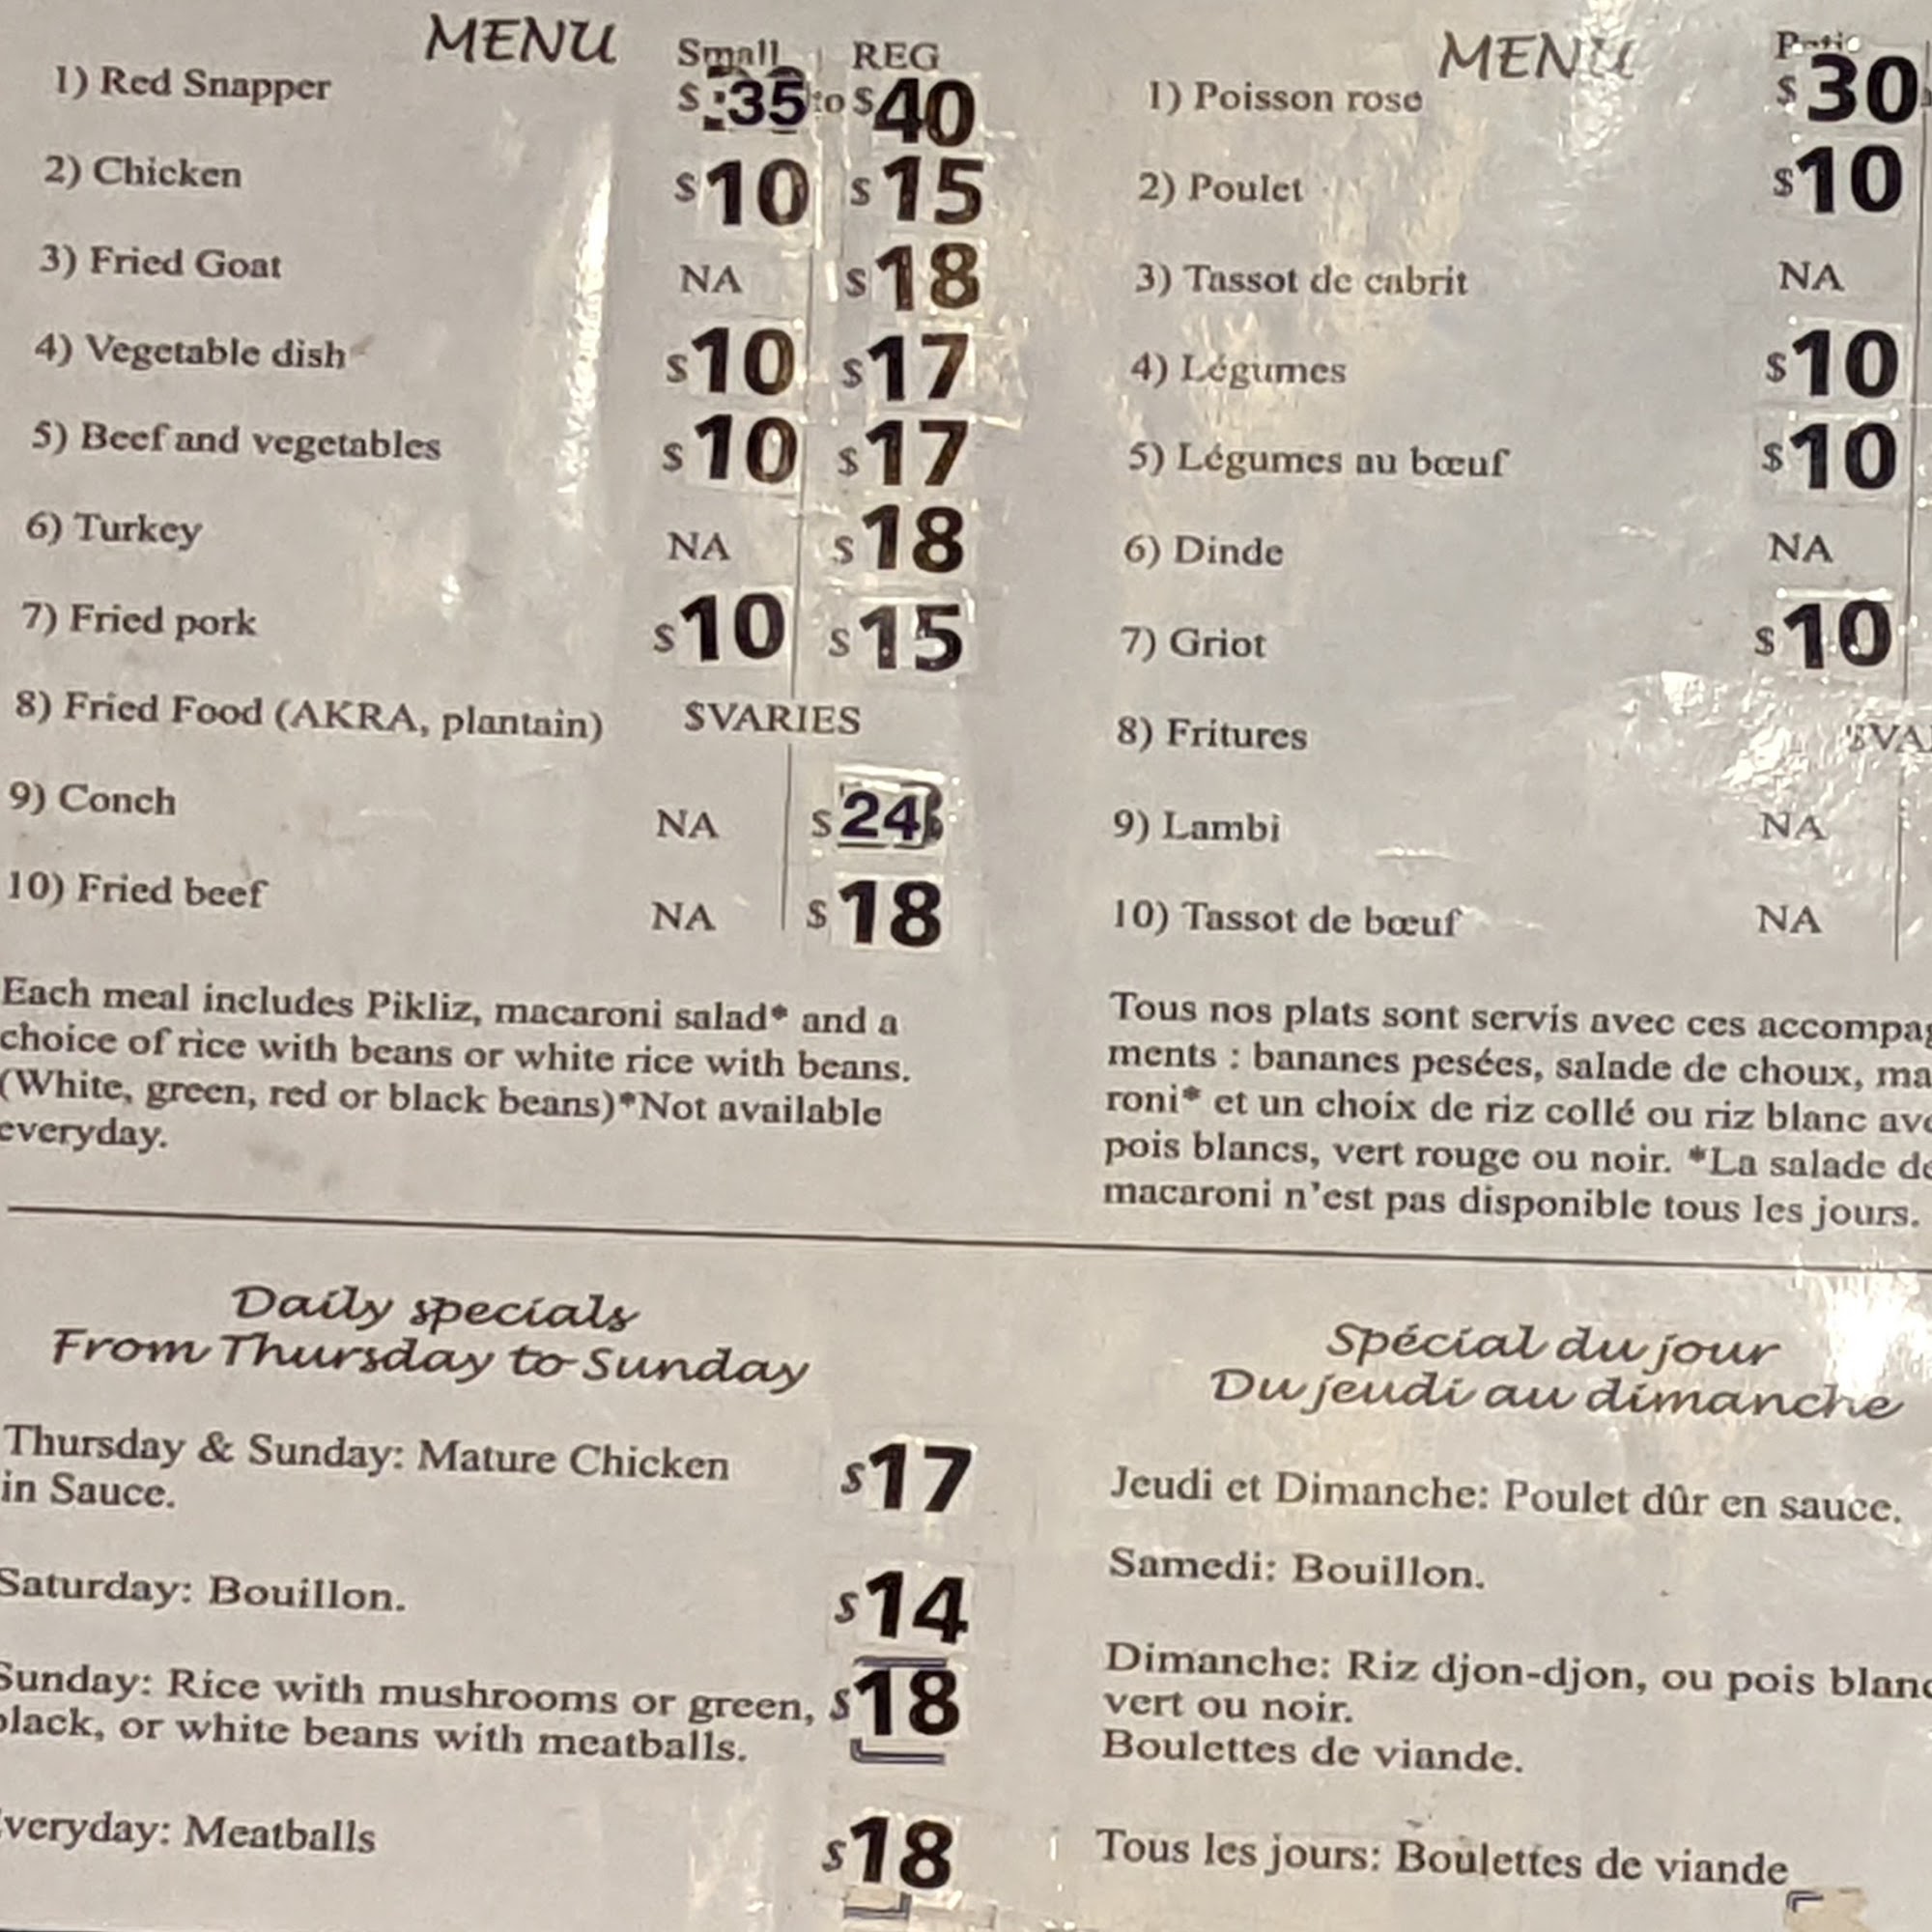 MENU Small REG
1) Red Snapper $ 35 to $ 40
2) Chicken $ 10 $ 15
3) Fried Goat NA $ 18
4) Vegetable dish $ 10 $ 17
5) Beef and vegetables $ 10 $ 17
6) Turkey NA $ 18
7) Fried pork $ 10 $ 15
8) Fried Food (AKRA, plantain) $VARIES
9) Conch NA $ 24
10) Fried beef NA $ 18
Each meal includes Pikliz, macaroni salad* and a
choice of rice with beans or white rice with beans.
(White, green, red or black beans)*Not available
everyday.
Daily specials
From Thursday to Sunday
Thursday & Sunday: Mature Chicken $17
in Sauce.
Saturday: Bouillon. $14
Sunday: Rice with mushrooms or green, $18
black, or white beans with meatballs.
Everyday: Meatballs $18
MENU
1) Poisson rose $ 30
2) Poulet $10
3) Tassot de cabrit NA
4) Légumes $10
5) Légumes au bœuf $10
6) Dinde NA
7) Griot $10
8) Fritures
9) Lambi NA
10) Tassot de bœuf NA
Tous nos plats sont servis avec ces accompag
ments : bananes pesées, salade de choux, ma
roni* et un choix de riz collé ou riz blanc ave
pois blancs, vert rouge ou noir. *La salade de
macaroni n'est pas disponible tous les jours.
Spécial du jour
Du jeudi au dimanche
Jeudi et Dimanche: Poulet dûr en sauce.
Samedi: Bouillon.
Dimanche: Riz djon-djon, ou pois blanc
vert ou noir.
Boulettes de viande.
Tous les jours: Boulettes de viande